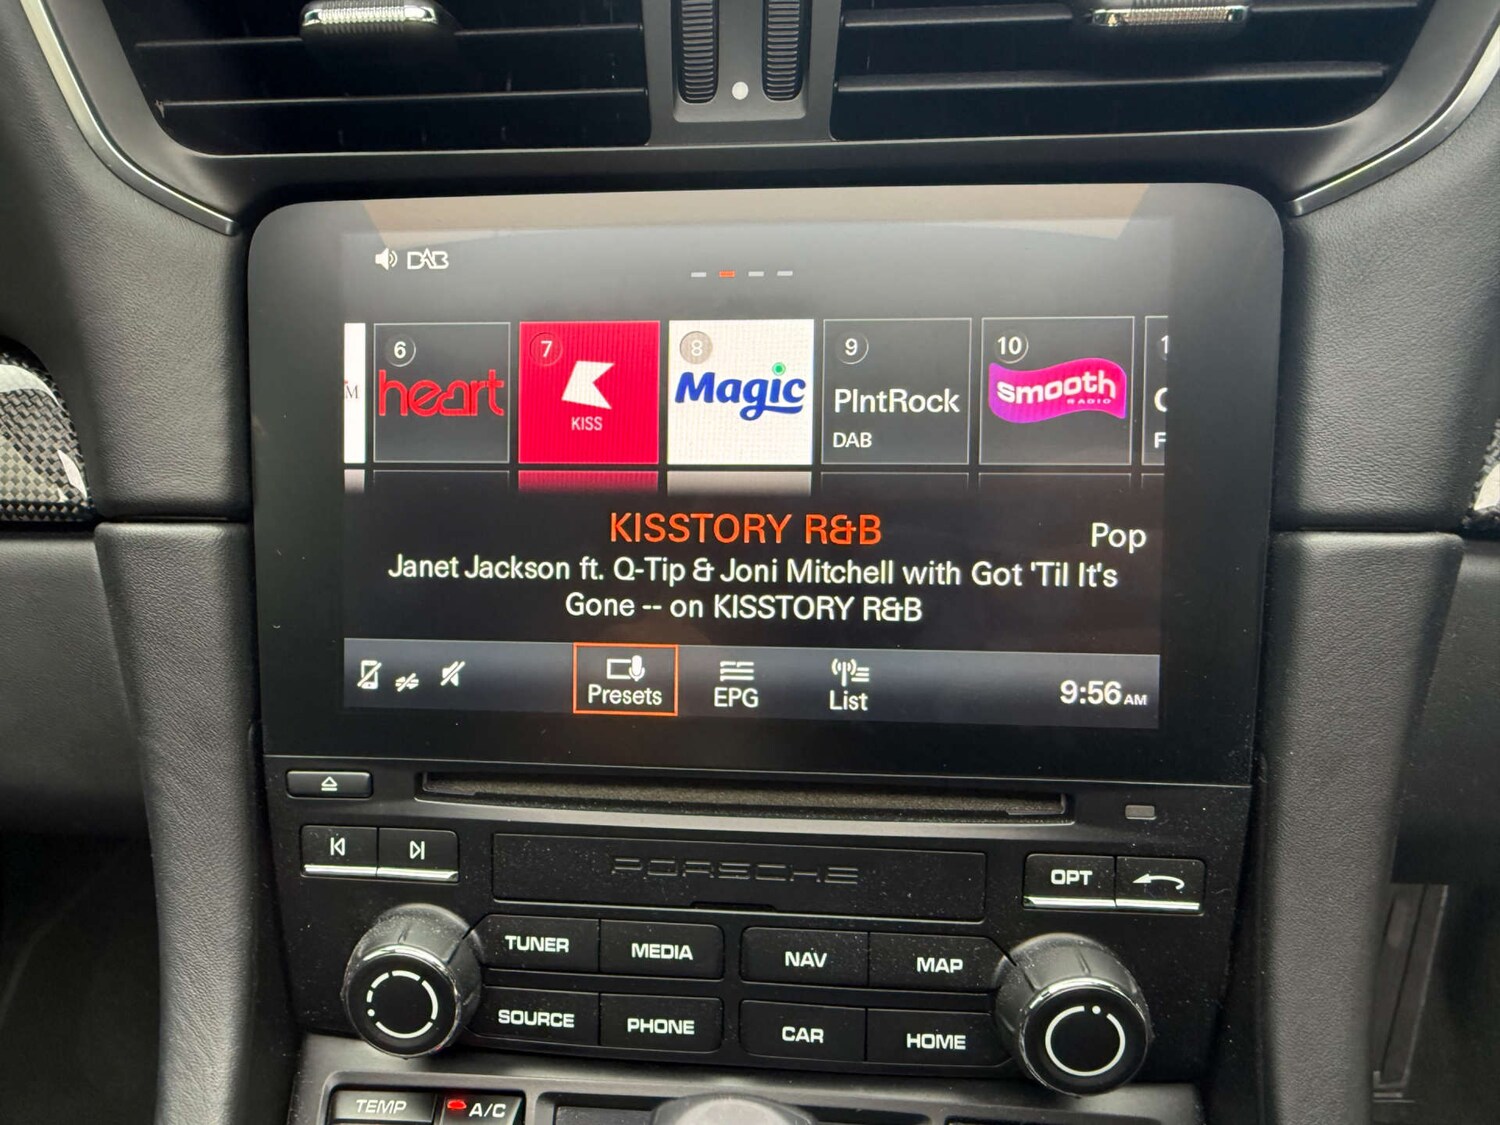 DAB
6
7
8
9
10
1
M
heart
KISS
Magic
PlntRock
DAB
smooth
RADIO
C
F
KISSTORY R&B
Pop
Janet Jackson ft. Q-Tip & Joni Mitchell with Got 'Til It's
Gone -- on KISSTORY R&B
Presets
EPG
List
9:56 AM
PORSCHE
OPT
TUNER
MEDIA
NAV
MAP
SOURCE
PHONE
CAR
HOME
TEMP
A/C